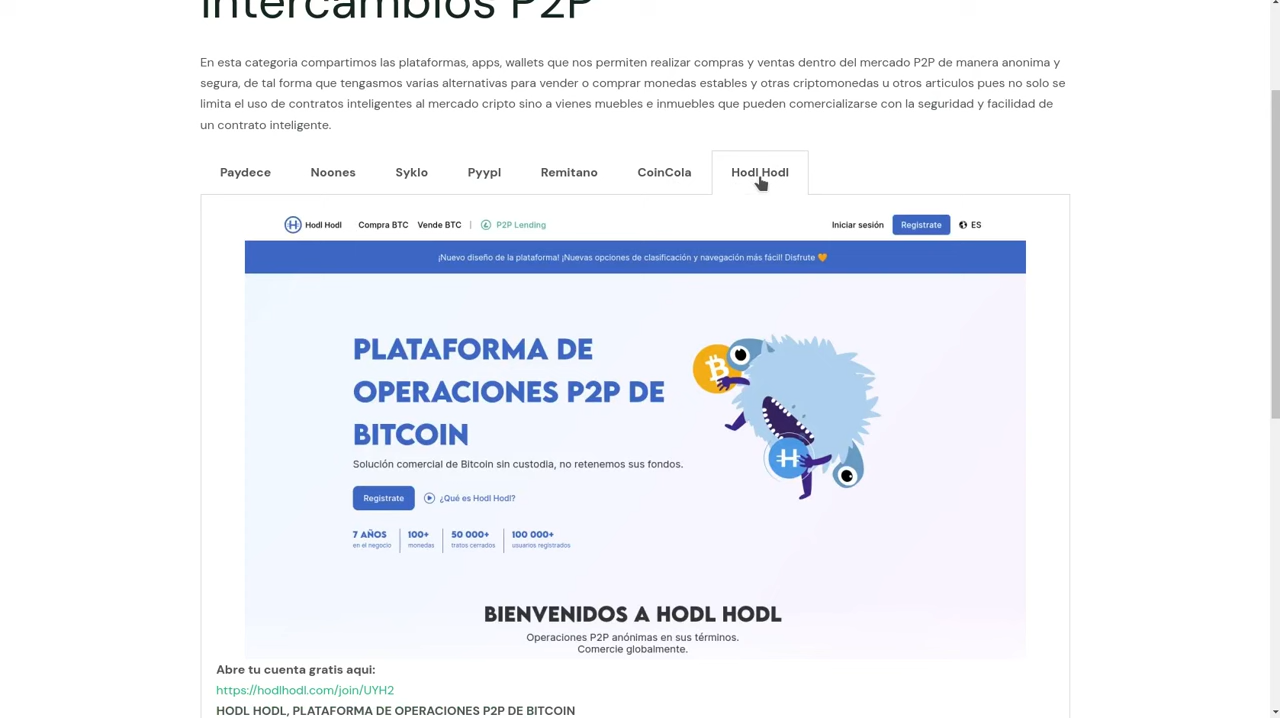 Intercambios P2P
En esta categoria compartimos las plataformas, apps, wallets que nos permiten realizar compras y ventas dentro del mercado P2P de manera anonima y
segura, de tal forma que tengasmos varias alternativas para vender o comprar monedas estables y otras criptomonedas u otros articulos pues no solo se
limita el uso de contratos inteligentes al mercado cripto sino a vienes muebles e inmuebles que pueden comercializarse con la seguridad y facilidad de
un contrato inteligente.
Paydece Noones Syklo Pyypl Remitano CoinCola Hodl Hodl
Hodl Hodl Compra BTC Vende BTC | P2P Lending Iniciar sesión Regístrate ES
¡Nuevo diseño de la plataforma! ¡Nuevas opciones de clasificación y navegación más fácil! Disfrute 🧡
PLATAFORMA DE
OPERACIONES P2P DE
BITCOIN
Solución comercial de Bitcoin sin custodia, no retenemos sus fondos.
Regístrate ¿Qué es Hodl Hodl?
7 AÑOS 100+ 50 000+ 100 000+
en el negocio monedas tratos cerrados usuarios registrados
BIENVENIDOS A HODL HODL
Operaciones P2P anónimas en sus términos.
Comercie globalmente.
Abre tu cuenta gratis aqui:
https://hodlhodl.com/join/UYH2
HODL HODL, PLATAFORMA DE OPERACIONES P2P DE BITCOIN